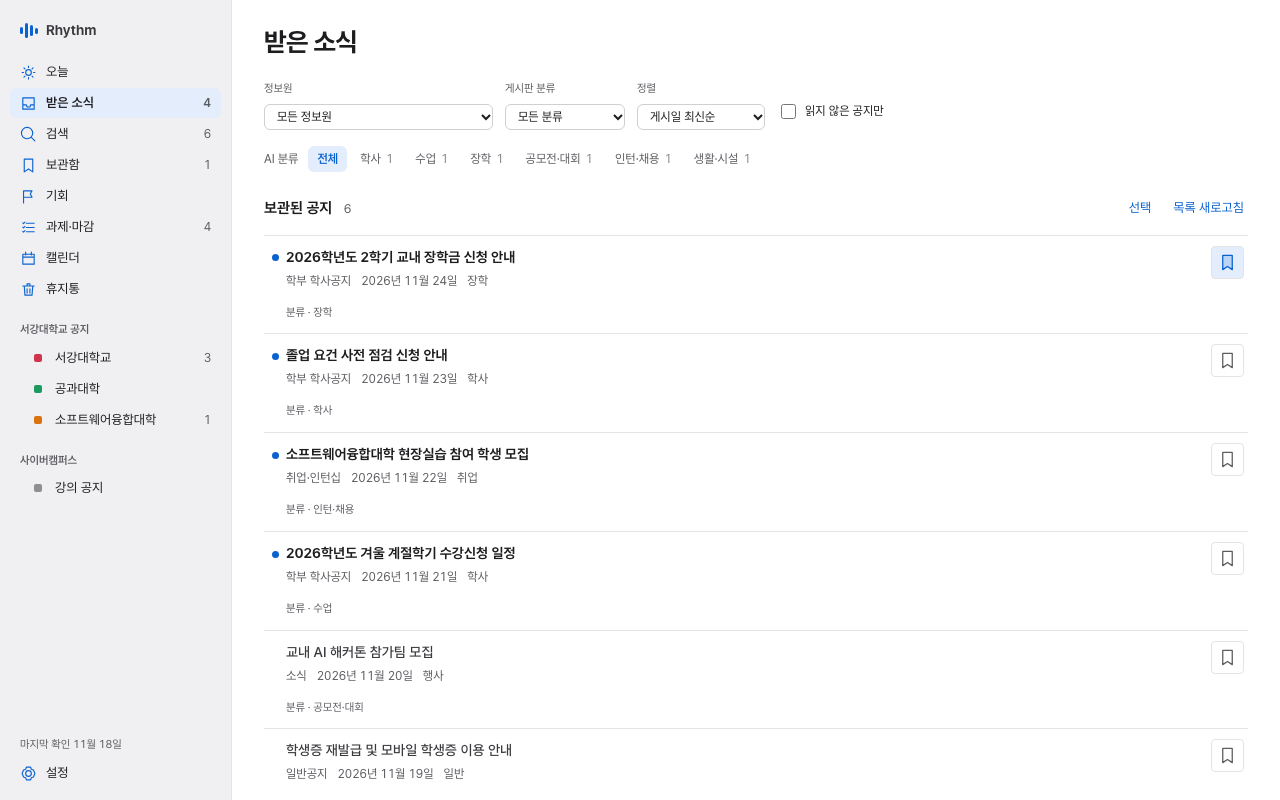 Rhythm
오늘
받은 소식 4
검색 6
보관함 1
기회
과제·마감 4
캘린더
휴지통
서강대학교 공지
서강대학교 3
공과대학
소프트웨어융합대학 1
사이버캠퍼스
강의 공지
마지막 확인 11월 18일
설정
받은 소식
정보원 게시판 분류 정렬
모든 정보원 모든 분류 게시일 최신순 읽지 않은 공지만
AI 분류 전체 학사 1 수업 1 장학 1 공모전·대회 1 인턴·채용 1 생활·시설 1
보관된 공지 6 선택 목록 새로고침
2026학년도 2학기 교내 장학금 신청 안내
학부 학사공지 2026년 11월 24일 장학
분류 · 장학
졸업 요건 사전 점검 신청 안내
학부 학사공지 2026년 11월 23일 학사
분류 · 학사
소프트웨어융합대학 현장실습 참여 학생 모집
취업·인턴십 2026년 11월 22일 취업
분류 · 인턴·채용
2026학년도 겨울 계절학기 수강신청 일정
학부 학사공지 2026년 11월 21일 학사
분류 · 수업
교내 AI 해커톤 참가팀 모집
소식 2026년 11월 20일 행사
분류 · 공모전·대회
학생증 재발급 및 모바일 학생증 이용 안내
일반공지 2026년 11월 19일 일반